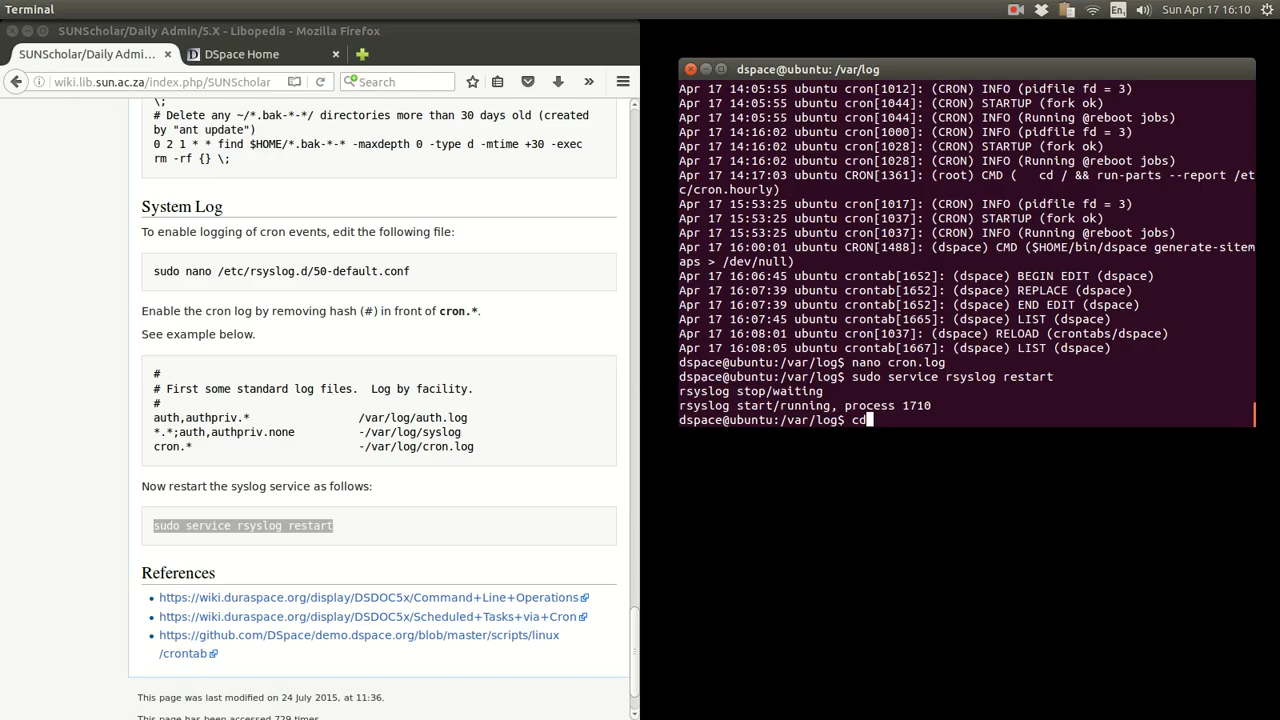 Terminal
En1
Sun Apr 17 16:10
SUNScholar/Daily Admin/5.X - Libopedia - Mozilla Firefox
SUNScholar/Daily Admi...
DSpace Home
wiki.lib.sun.ac.za/index.php/SUNScholar
Search
\;
# Delete any ~/*.bak-*-*/ directories more than 30 days old (created
by "ant update")
0 2 1 * * find $HOME/*.bak-*-* -maxdepth 0 -type d -mtime +30 -exec
rm -rf {} \;
System Log
To enable logging of cron events, edit the following file:
sudo nano /etc/rsyslog.d/50-default.conf
Enable the cron log by removing hash (#) in front of cron.*.
See example below.
#
# First some standard log files.  Log by facility.
#
auth,authpriv.* /var/log/auth.log
*.*;auth,authpriv.none -/var/log/syslog
cron.* -/var/log/cron.log
Now restart the syslog service as follows:
sudo service rsyslog restart
References
https://wiki.duraspace.org/display/DSDOC5x/Command+Line+Operations
https://wiki.duraspace.org/display/DSDOC5x/Scheduled+Tasks+via+Cron
https://github.com/DSpace/demo.dspace.org/blob/master/scripts/linux
/crontab
This page was last modified on 24 July 2015, at 11:36.
This page has been accessed 729 times.
dspace@ubuntu: /var/log
Apr 17 14:05:55 ubuntu cron[1012]: (CRON) INFO (pidfile fd = 3)
Apr 17 14:05:55 ubuntu cron[1044]: (CRON) STARTUP (fork ok)
Apr 17 14:05:55 ubuntu cron[1044]: (CRON) INFO (Running @reboot jobs)
Apr 17 14:16:02 ubuntu cron[1000]: (CRON) INFO (pidfile fd = 3)
Apr 17 14:16:02 ubuntu cron[1028]: (CRON) STARTUP (fork ok)
Apr 17 14:16:02 ubuntu cron[1028]: (CRON) INFO (Running @reboot jobs)
Apr 17 14:17:03 ubuntu CRON[1361]: (root) CMD (   cd / && run-parts --report /et
c/cron.hourly)
Apr 17 15:53:25 ubuntu cron[1017]: (CRON) INFO (pidfile fd = 3)
Apr 17 15:53:25 ubuntu cron[1037]: (CRON) STARTUP (fork ok)
Apr 17 15:53:25 ubuntu cron[1037]: (CRON) INFO (Running @reboot jobs)
Apr 17 16:00:01 ubuntu CRON[1488]: (dspace) CMD ($HOME/bin/dspace generate-sitem
aps > /dev/null)
Apr 17 16:06:45 ubuntu crontab[1652]: (dspace) BEGIN EDIT (dspace)
Apr 17 16:07:39 ubuntu crontab[1652]: (dspace) REPLACE (dspace)
Apr 17 16:07:39 ubuntu crontab[1652]: (dspace) END EDIT (dspace)
Apr 17 16:07:45 ubuntu crontab[1665]: (dspace) LIST (dspace)
Apr 17 16:08:01 ubuntu cron[1037]: (dspace) RELOAD (crontabs/dspace)
Apr 17 16:08:05 ubuntu crontab[1667]: (dspace) LIST (dspace)
dspace@ubuntu:/var/log$ nano cron.log
dspace@ubuntu:/var/log$ sudo service rsyslog restart
rsyslog stop/waiting
rsyslog start/running, process 1710
dspace@ubuntu:/var/log$ cd